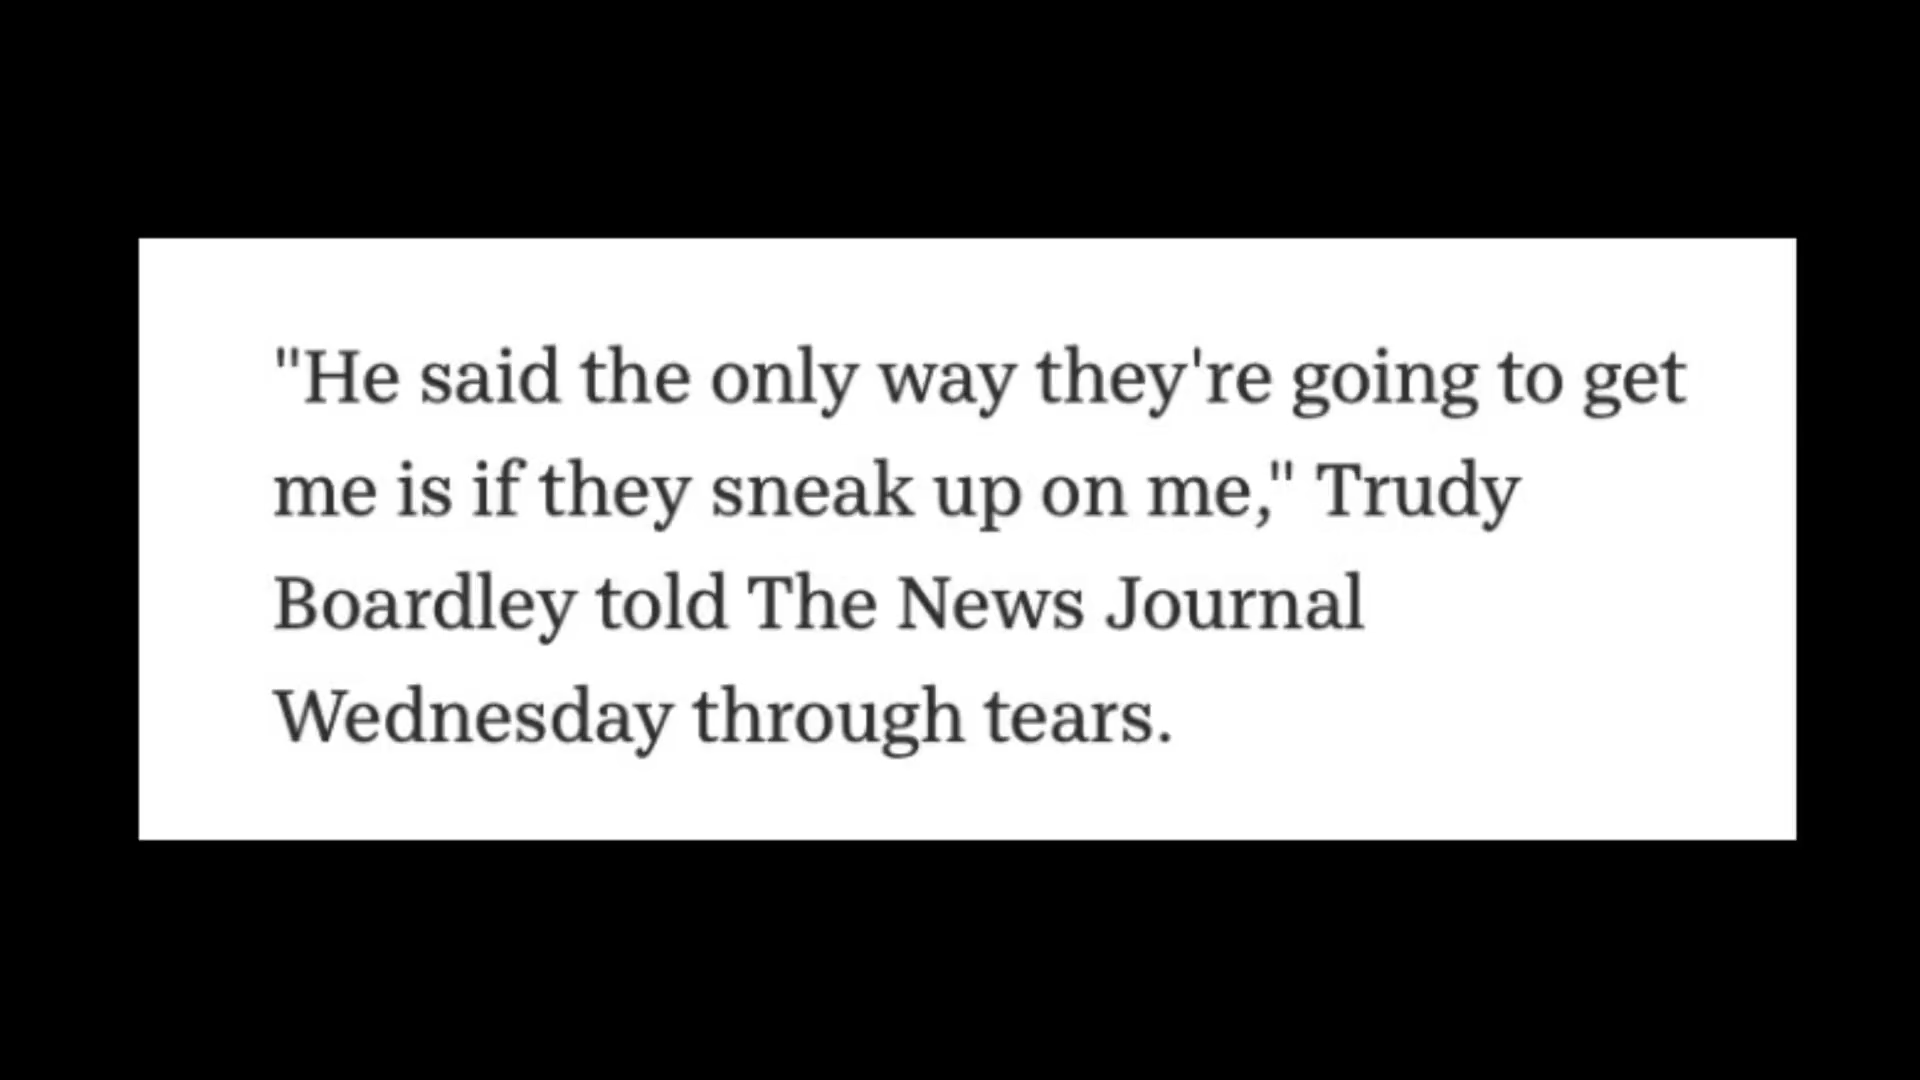 "He said the only way they're going to get
me is if they sneak up on me," Trudy
Boardley told The News Journal
Wednesday through tears.